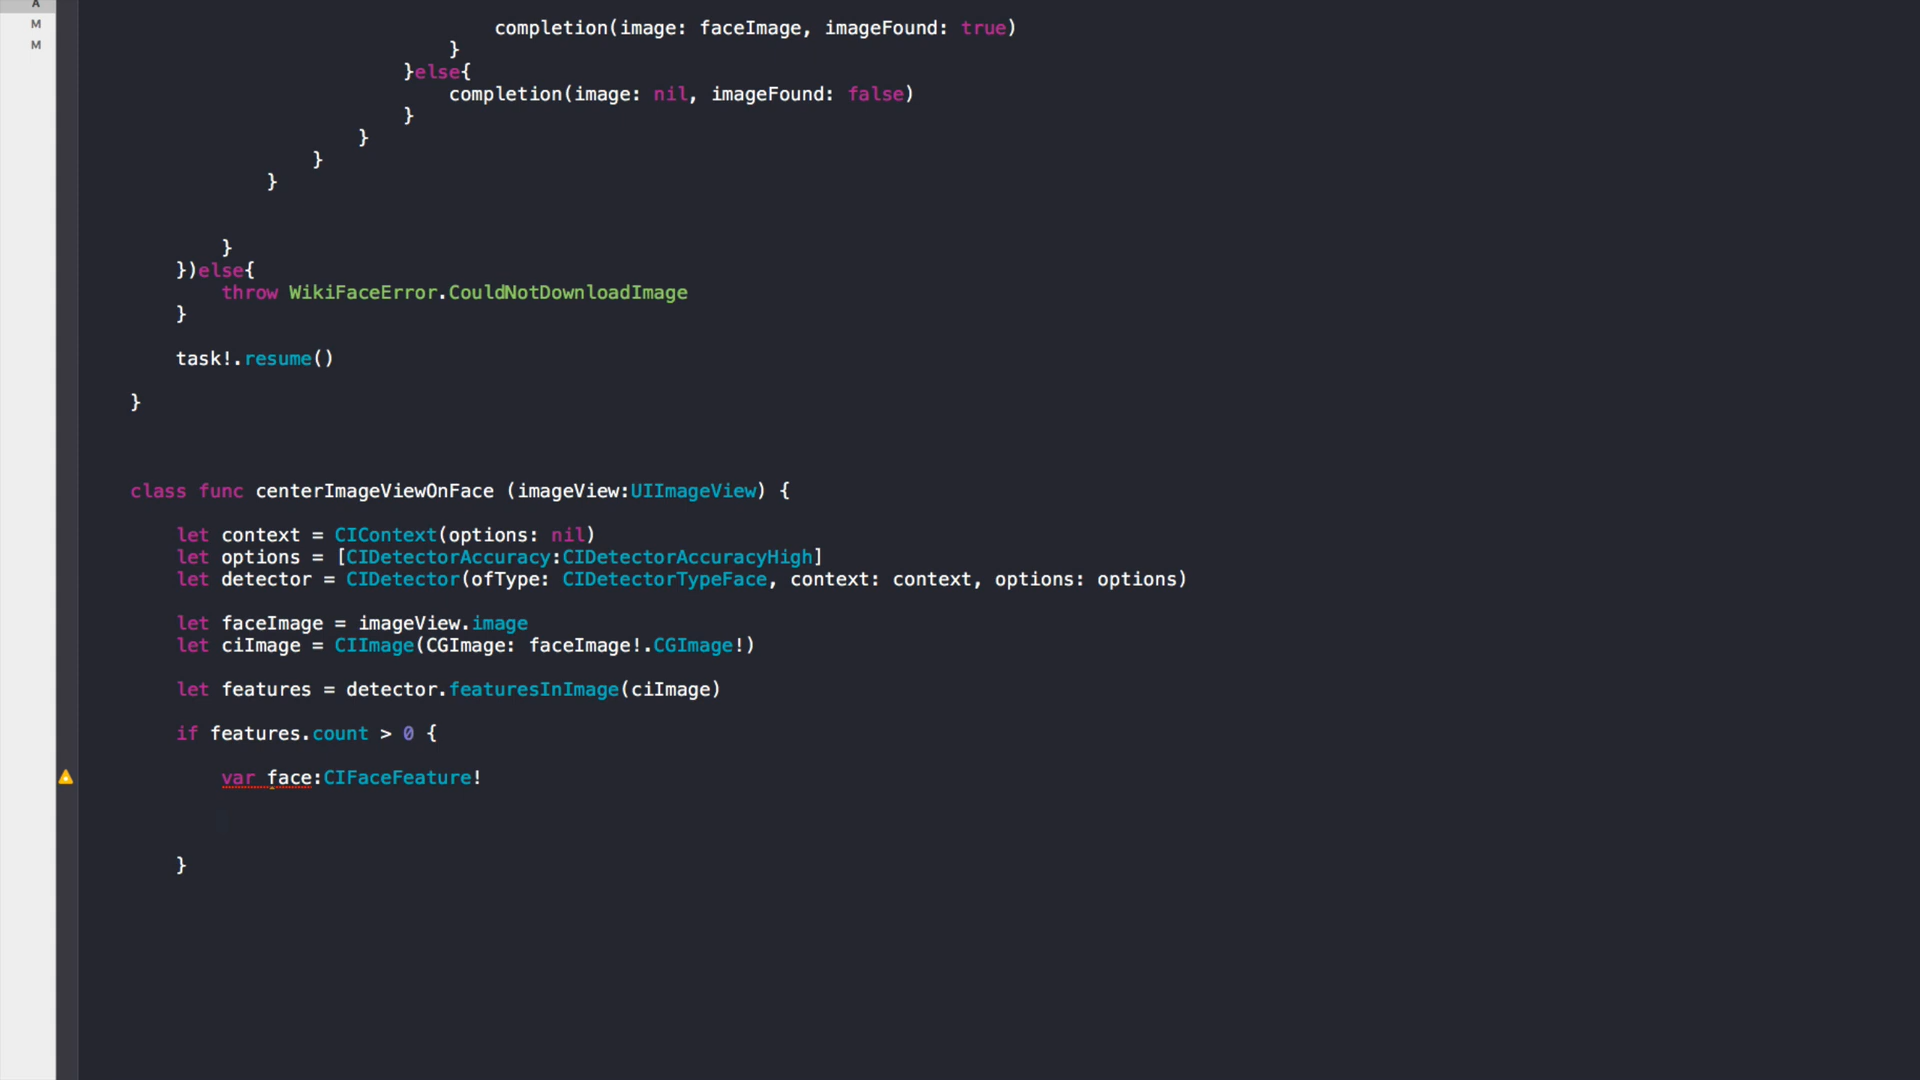 A
M
M
completion(image: faceImage, imageFound: true)
}
}else{
completion(image: nil, imageFound: false)
}
}
}
}
}
})else{
throw WikiFaceError.CouldNotDownloadImage
}
task!.resume()
}
class func centerImageViewOnFace (imageView:UIImageView) {
let context = CIContext(options: nil)
let options = [CIDetectorAccuracy:CIDetectorAccuracyHigh]
let detector = CIDetector(ofType: CIDetectorTypeFace, context: context, options: options)
let faceImage = imageView.image
let ciImage = CIImage(CGImage: faceImage!.CGImage!)
let features = detector.featuresInImage(ciImage)
if features.count > 0 {
var face:CIFaceFeature!
}